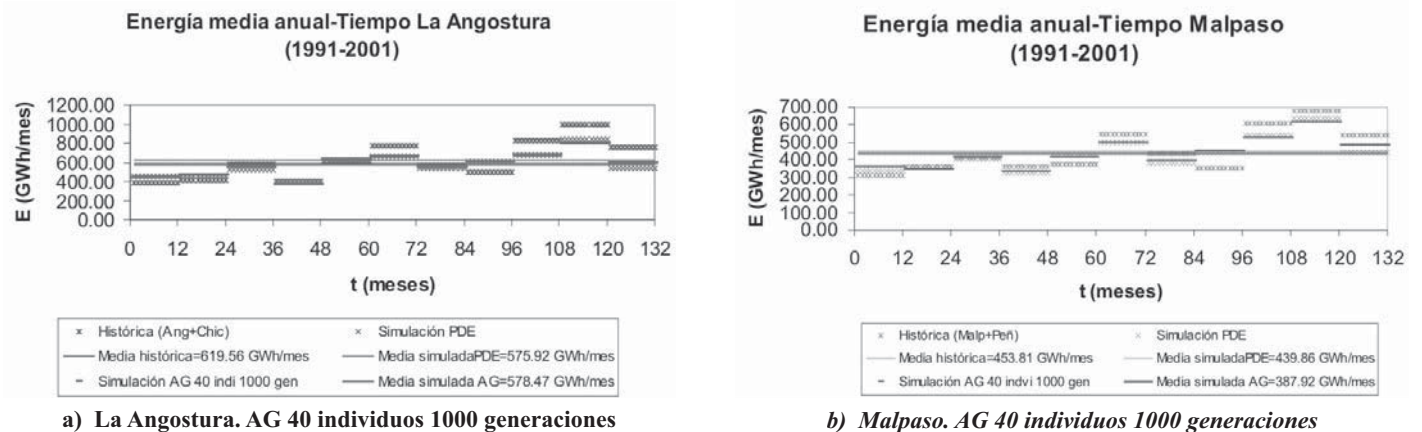 Energía media anual-Tiempo La Angostura
(1991-2001)
E (GWh/mes)
1200.00
1000.00
800.00
600.00
400.00
200.00
0.00
0 12 24 36 48 60 72 84 96 108 120 132
t (meses)
Histórica (Ang+Chic) Simulación PDE
Media histórica=619.56 GWh/mes Media simuladaPDE=575.92 GWh/mes
Simulación AG 40 indi 1000 gen Media simulada AG=578.47 GWh/mes
a) La Angostura. AG 40 individuos 1000 generaciones
Energía media anual-Tiempo Malpaso
(1991-2001)
E (GWh/mes)
700.00
600.00
500.00
400.00
300.00
200.00
100.00
0.00
0 12 24 36 48 60 72 84 96 108 120 132
t (meses)
Histórica (Malp+Peñ) Simulación PDE
Media histórica=453.81 GWh/mes Media simuladaPDE=439.86 GWh/mes
Simulación AG 40 indvi 1000 gen Media simulada AG=387.92 GWh/mes
b) Malpaso. AG 40 individuos 1000 generaciones